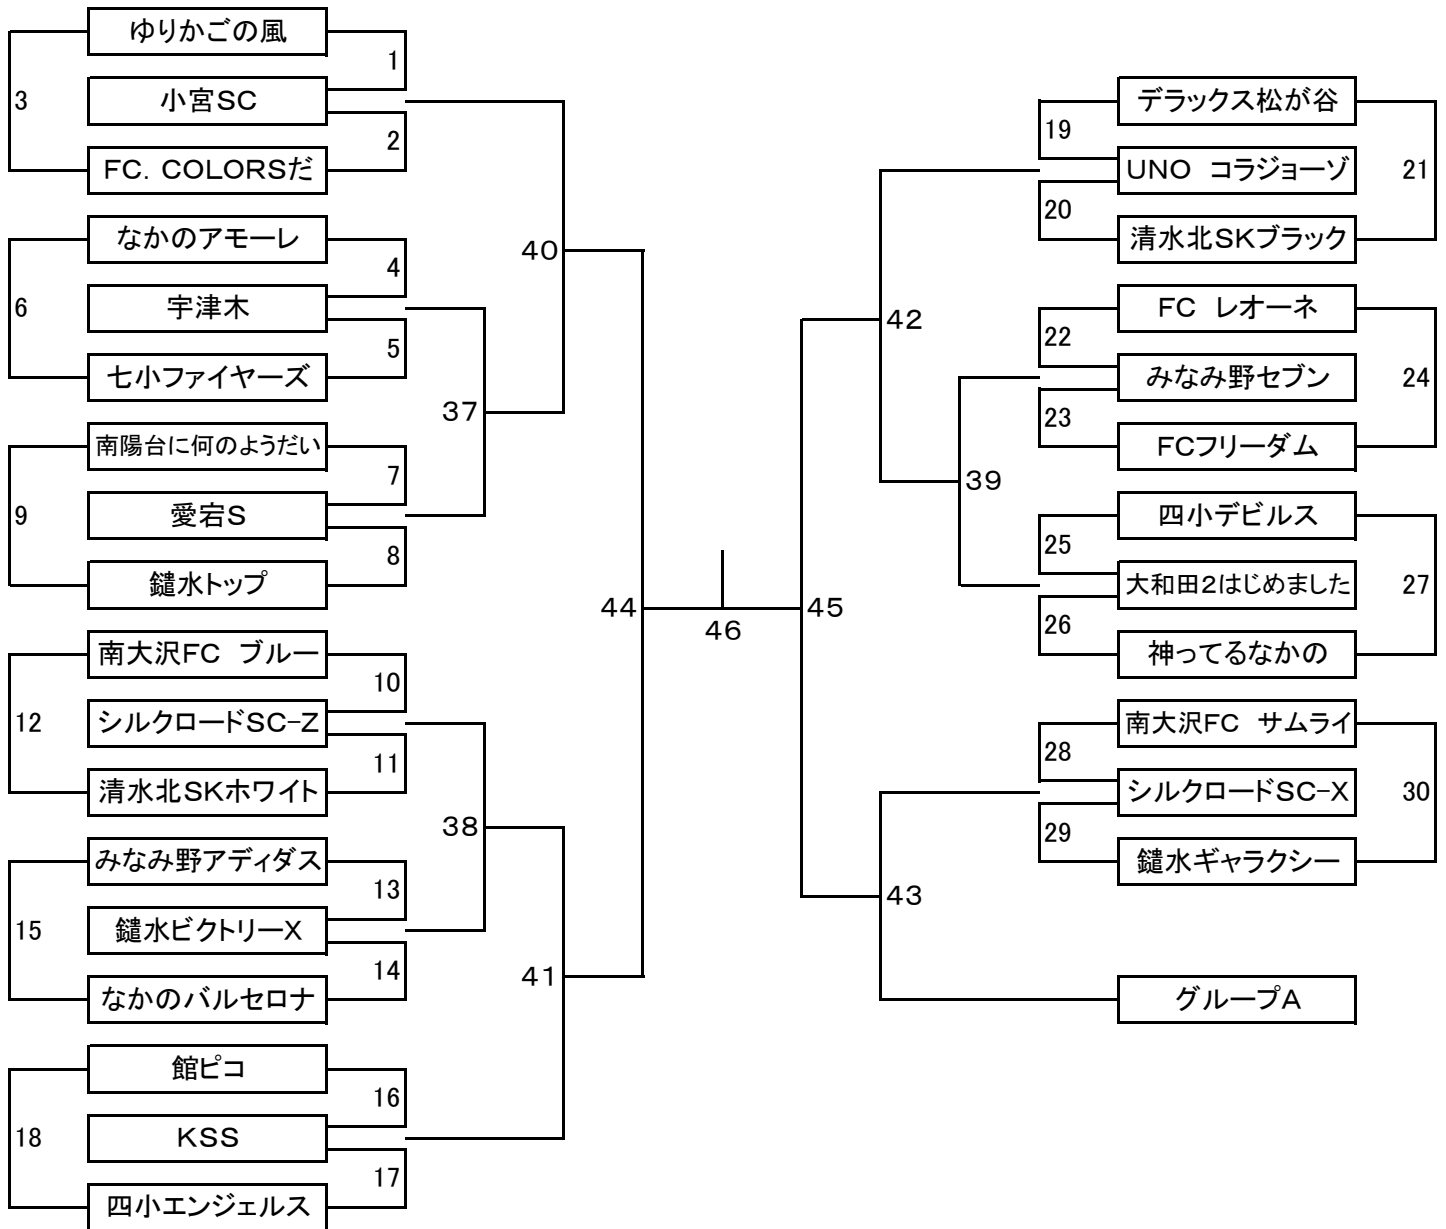 ゆりかごの風
1
3
小宮SC
2
FC．COLORSだ
なかのアモーレ
4
6
宇津木
5
七小ファイヤーズ
南陽台に何のようだい
7
9
愛宕S
8
鑓水トップ
南大沢FC　ブルー
10
12
シルクロードSC−Z
11
清水北SKホワイト
みなみ野アディダス
13
15
鑓水ビクトリーX
14
なかのバルセロナ
館ピコ
16
18
KSS
17
四小エンジェルス
37
38
40
41
44
46
45
42
43
39
デラックス松が谷
19
UNO　コラジョーゾ
21
20
清水北SKブラック
FC　レオーネ
22
みなみ野セブン
24
23
FCフリーダム
四小デビルス
25
大和田2はじめました
27
26
神ってるなかの
南大沢FC　サムライ
28
シルクロードSC−X
30
29
鑓水ギャラクシー
グループA